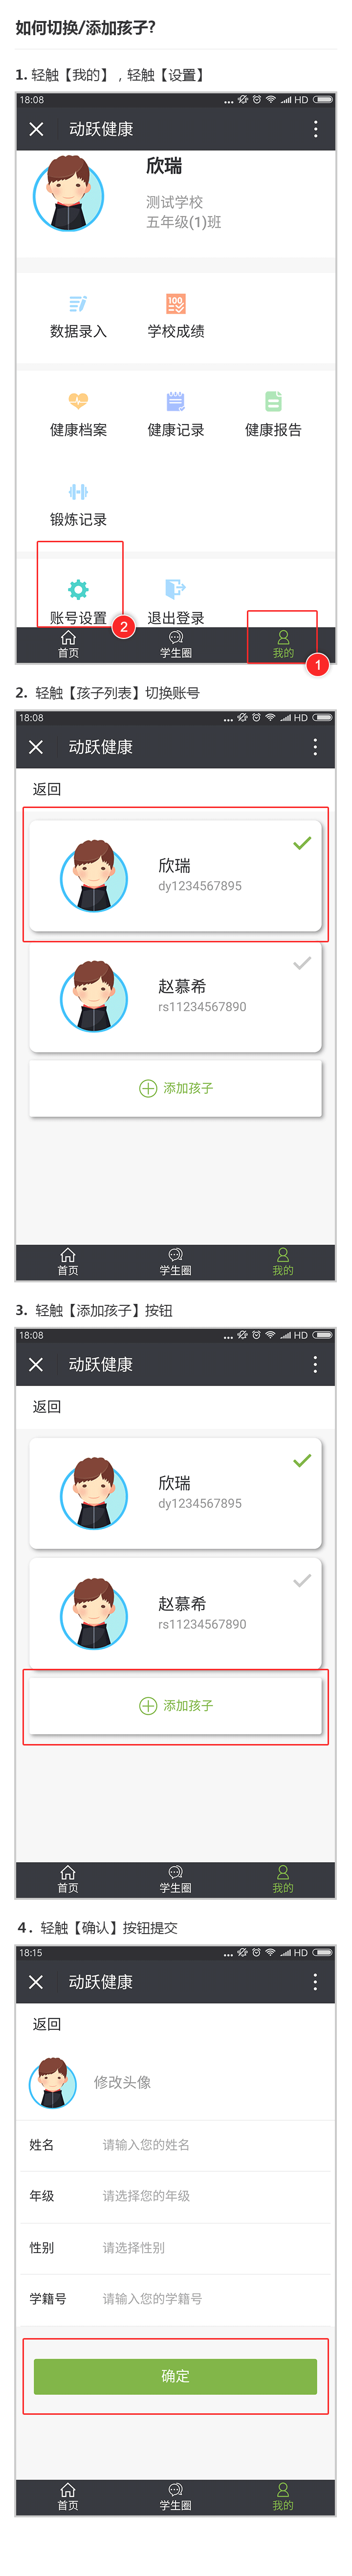 如何切换/添加孩子?
1. 轻触【我的】，轻触【设置】
18:08 ... HD
动跃健康
欣瑞
测试学校
五年级(1)班
100
数据录入 学校成绩
健康档案 健康记录 健康报告
锻炼记录
账号设置 退出登录
2
首页 学生圈 我的
1
2. 轻触【孩子列表】切换账号
18:08 ... HD
动跃健康
返回
欣瑞
dy1234567895
赵慕希
rs11234567890
添加孩子
首页 学生圈 我的
3. 轻触【添加孩子】按钮
18:08 ... HD
动跃健康
返回
欣瑞
dy1234567895
赵慕希
rs11234567890
添加孩子
首页 学生圈 我的
4. 轻触【确认】按钮提交
18:15 ... HD
动跃健康
返回
修改头像
姓名 请输入您的姓名
年级 请选择您的年级
性别 请选择性别
学籍号 请输入您的学籍号
确定
首页 学生圈 我的